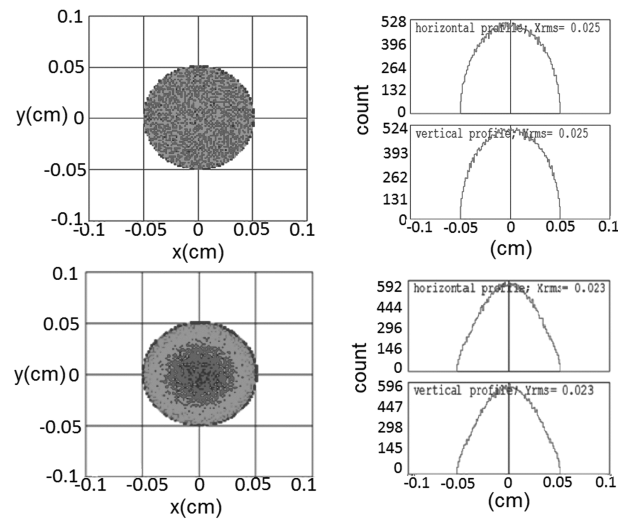 0.1
0.05
y(cm) 0
-0.05
-0.1
-0.1 -0.05 0 0.05 0.1
x(cm)
528
396
264
132
0
horizontal profile; Xrms= 0.025
count
524
393
262
131
0
vertical profile; Yrms= 0.025
-0.1 -0.05 0 0.05 0.1
(cm)
0.1
0.05
y(cm) 0
-0.05
-0.1
-0.1 -0.05 0 0.05 0.1
x(cm)
592
444
296
146
0
horizontal profile; Xrms= 0.023
count
596
447
298
145
0
vertical profile; Yrms= 0.023
-0.1 -0.05 0 0.05 0.1
(cm)